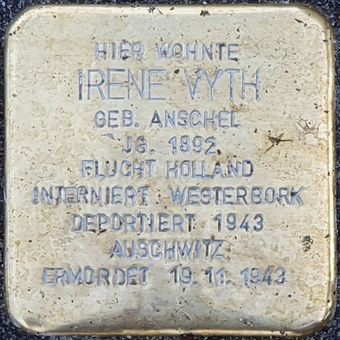 HIER WOHNTE
IRENE VYTH
GEB. ANSCHEL
JG. 1892
FLUCHT HOLLAND
INTERNIERT WESTERBORK
DEPORTIERT 1943
AUSCHWITZ
ERMORDET 19.11.1943